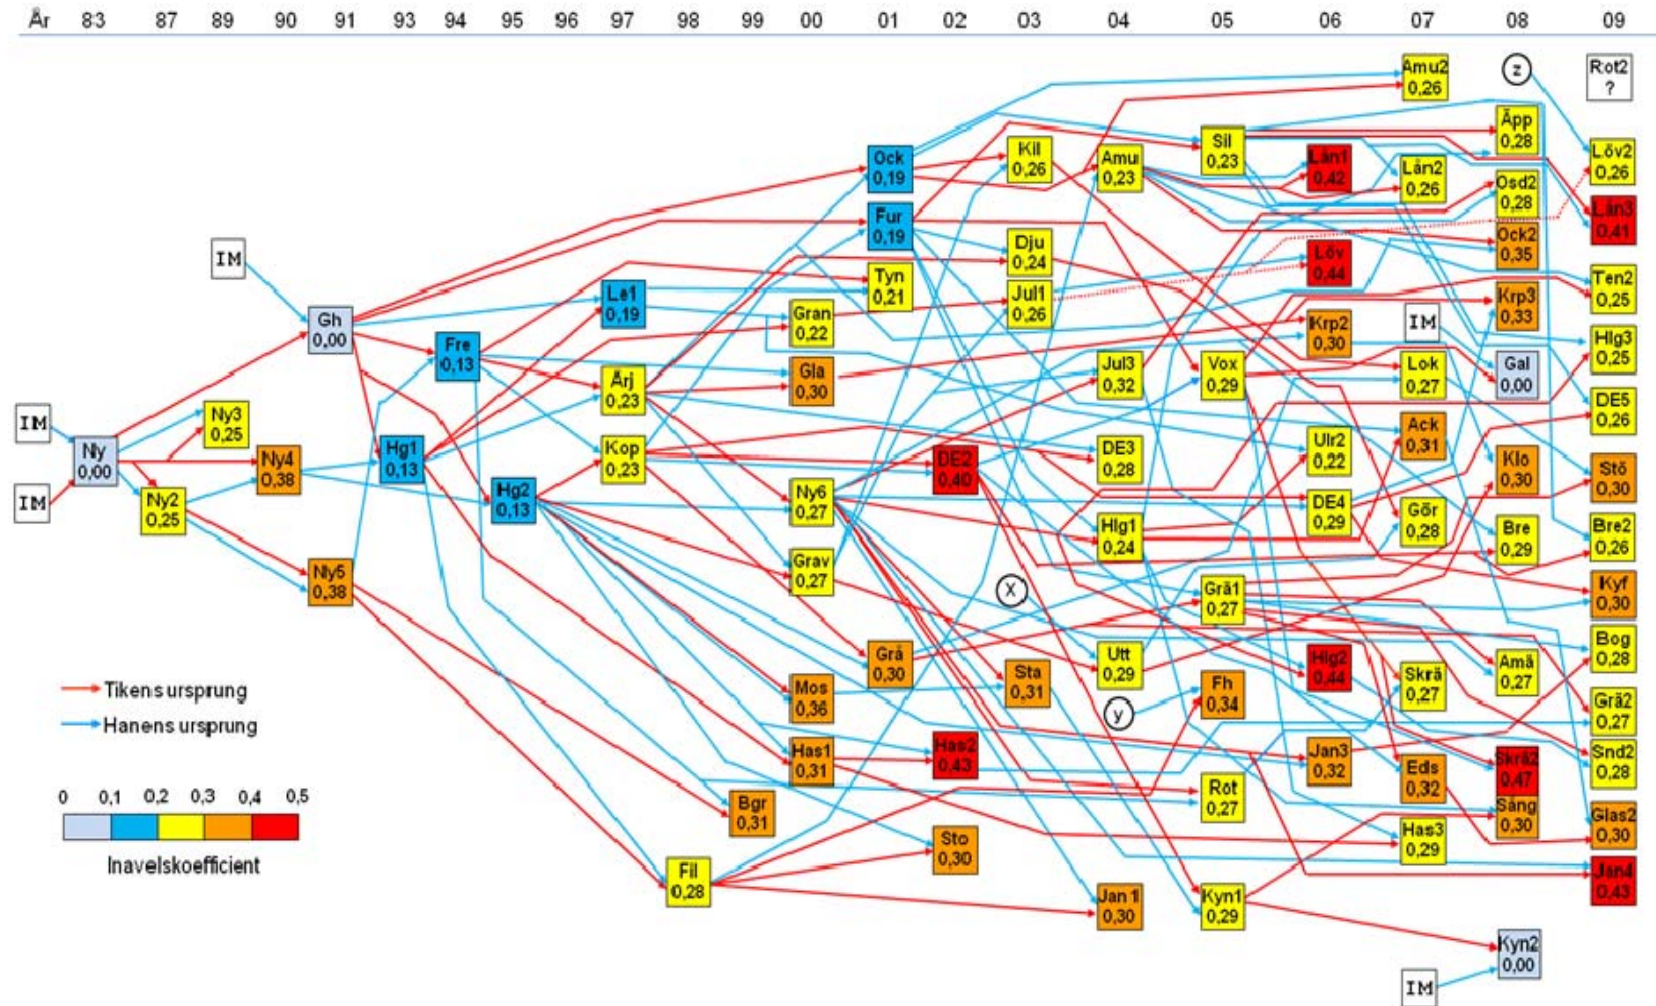 År 83 87 89 90 91 93 94 95 96 97 98 99 00 01 02 03 04 05 06 07 08 09
IM
IM
Ny
0,00
Ny2
0,25
IM
Ny3
0,25
Ny4
0,38
Gh
0,00
Ny5
0,38
Hg1
0,13
Fre
0,13
Hg2
0,13
Le1
0,19
Årj
0,23
Kop
0,23
Fil
0,28
Bgr
0,31
Gran
0,22
Gla
0,30
Ny6
0,27
Grav
0,27
Mos
0,36
Has1
0,31
Ock
0,19
Fur
0,19
Tyn
0,21
Grå
0,30
DE2
0,40
Has2
0,43
Sto
0,30
Kil
0,26
Dju
0,24
Jul1
0,26
X
Sta
0,31
Amu
0,23
Jul3
0,32
DE3
0,28
Hlg1
0,24
Utt
0,29
y
Jan 1
0,30
Sil
0,23
Vox
0,29
Grä1
0,27
Fh
0,34
Rot
0,27
Kyn1
0,29
Lån1
0,42
Löv
0,44
Krp2
0,30
Ulr2
0,22
DE4
0,29
Hlg2
0,44
Jan3
0,32
Amu2
0,26
Lån2
0,26
IM
Lok
0,27
Ack
0,31
Gör
0,28
Skrä
0,27
Eds
0,32
Has3
0,29
IM
z
Äpp
0,28
Osd2
0,28
Ock2
0,35
Krp3
0,33
Gal
0,00
Klo
0,30
Bre
0,29
Amä
0,27
Skrå2
0,47
Sång
0,30
Kyn2
0,00
Rot2
?
Löv2
0,26
Lån3
0,41
Ten2
0,25
Hlg3
0,25
DE5
0,26
Stö
0,30
Bre2
0,26
Kyf
0,30
Bog
0,28
Grä2
0,27
Snd2
0,28
Glas2
0,30
Jan4
0,43
Tikens ursprung
Hanens ursprung
0 0,1 0,2 0,3 0,4 0,5
Inavelskoefficient